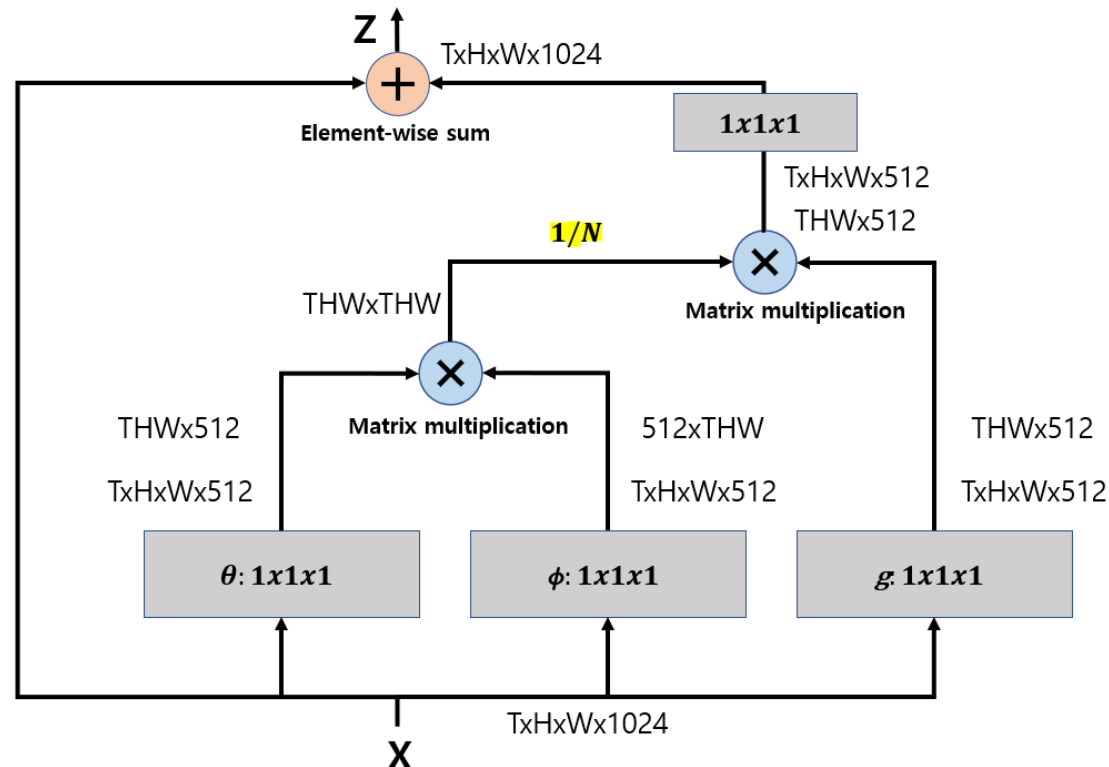 Z
TxHxWx1024
+
Element-wise sum
1x1x1
TxHxWx512
THWx512
1/N
×
Matrix multiplication
THWxTHW
×
Matrix multiplication
THWx512
512xTHW
THWx512
TxHxWx512
TxHxWx512
TxHxWx512
θ: 1x1x1
ϕ: 1x1x1
g: 1x1x1
TxHxWx1024
X